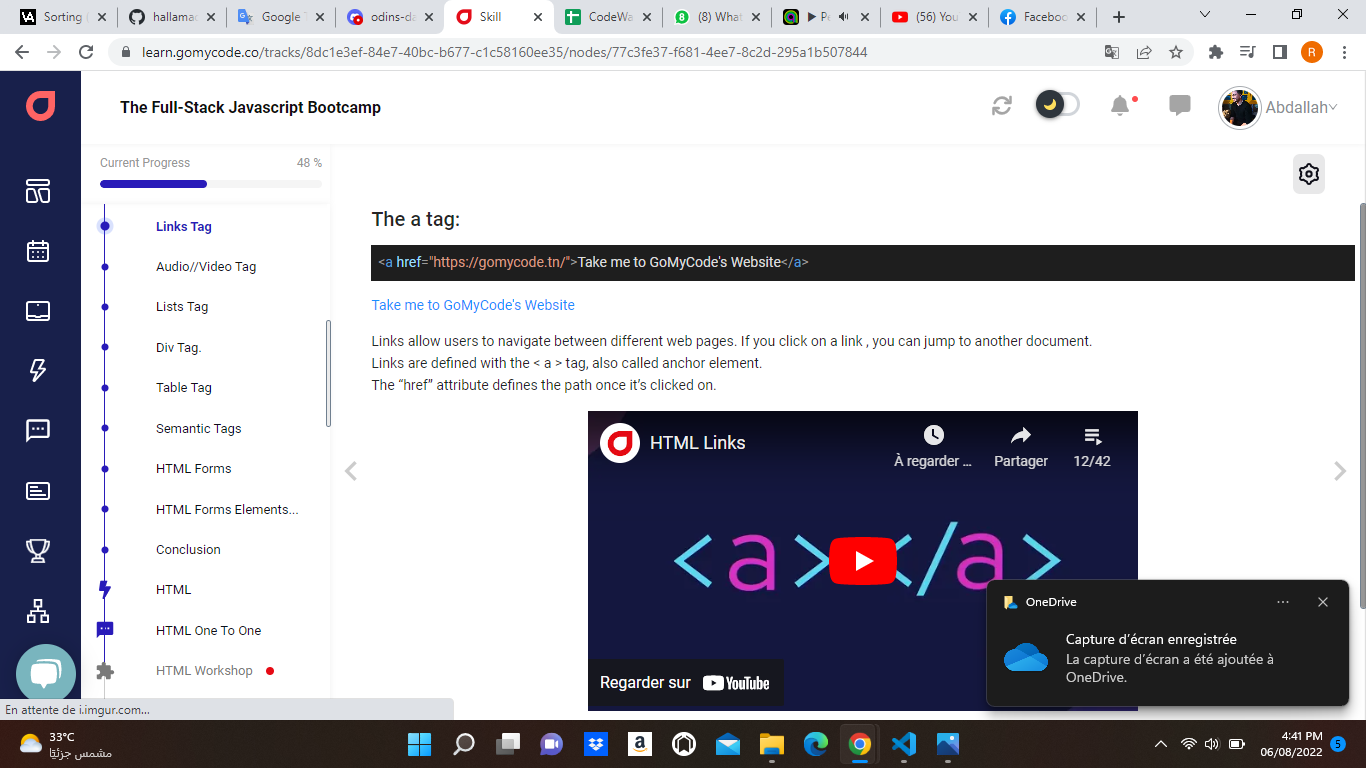 Sorting
hallamac
Google T
odins-da
Skill
CodeWa
(8) What
Pe
(56) You
Facebo
learn.gomycode.co/tracks/8dc1e3ef-84e7-40bc-b677-c1c58160ee35/nodes/77c3fe37-f681-4ee7-8c2d-295a1b507844
R
The Full-Stack Javascript Bootcamp
Abdallah
Current Progress 48 %
Links Tag
Audio//Video Tag
Lists Tag
Div Tag.
Table Tag
Semantic Tags
HTML Forms
HTML Forms Elements...
Conclusion
HTML
HTML One To One
HTML Workshop
The a tag:
<a href="https://gomycode.tn/">Take me to GoMyCode's Website</a>
Take me to GoMyCode's Website
Links allow users to navigate between different web pages. If you click on a link , you can jump to another document.
Links are defined with the < a > tag, also called anchor element.
The “href” attribute defines the path once it’s clicked on.
HTML Links
À regarder ...
Partager
12/42
<a></a>
Regarder sur YouTube
OneDrive
Capture d’écran enregistrée
La capture d’écran a été ajoutée à
OneDrive.
En attente de i.imgur.com...
33°C
مشمس جزئيًا
4:41 PM
06/08/2022
5